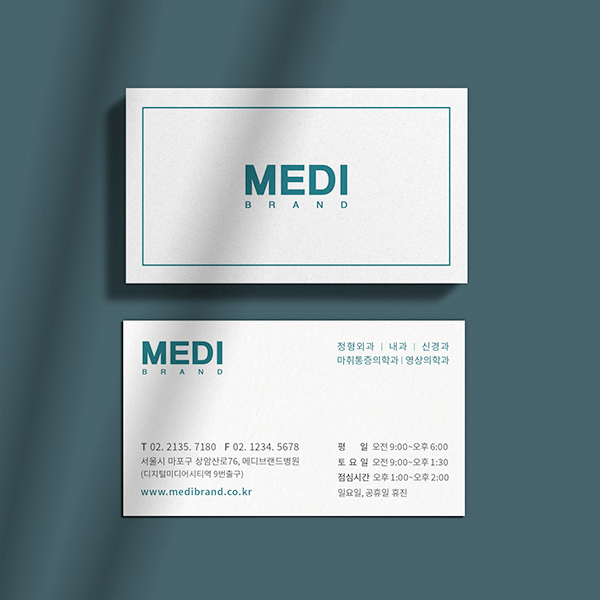 MEDI
BRAND
MEDI
BRAND
정형외과 | 내과 | 신경과
마취통증의학과 | 영상의학과
T 02. 2135. 7180 F 02. 1234. 5678
서울시 마포구 상암산로76, 메디브랜드병원
(디지털미디어시티역 9번출구)
www.medibrand.co.kr
평 일 오전 9:00~오후 6:00
토 요 일 오전 9:00~오후 1:30
점심시간 오후 1:00~오후 2:00
일요일, 공휴일 휴진